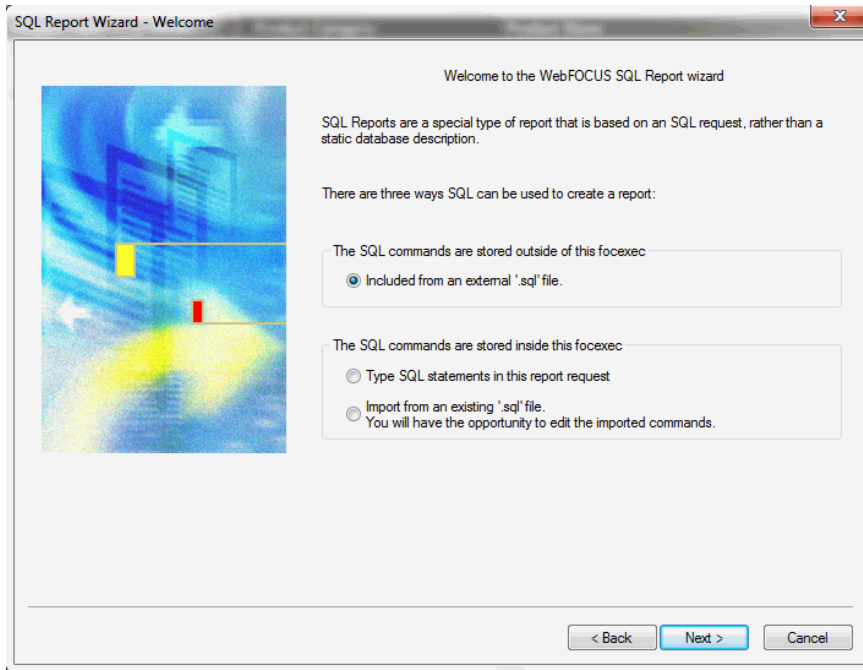 SQL Report Wizard - Welcome
Welcome to the WebFOCUS SQL Report wizard
SQL Reports are a special type of report that is based on an SQL request, rather than a
static database description.
There are three ways SQL can be used to create a report:
The SQL commands are stored outside of this focexec
Included from an external '.sql' file.
The SQL commands are stored inside this focexec
Type SQL statements in this report request
Import from an existing '.sql' file.
You will have the opportunity to edit the imported commands.
< Back
Next >
Cancel